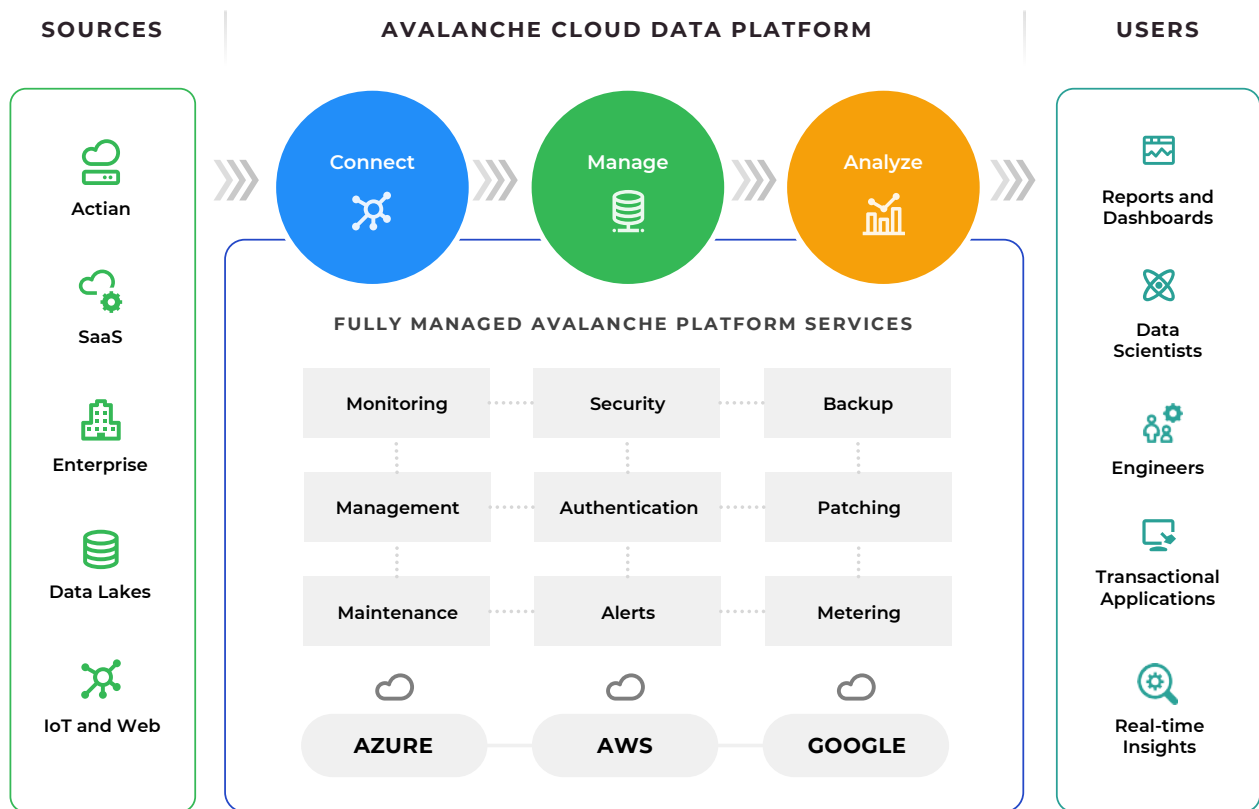 SOURCES
AVALANCHE CLOUD DATA PLATFORM
USERS
Actian
SaaS
Enterprise
Data Lakes
IoT and Web
Connect
Manage
Analyze
FULLY MANAGED AVALANCHE PLATFORM SERVICES
Monitoring
Security
Backup
Management
Authentication
Patching
Maintenance
Alerts
Metering
AZURE
AWS
GOOGLE
Reports and
Dashboards
Data
Scientists
Engineers
Transactional
Applications
Real-time
Insights